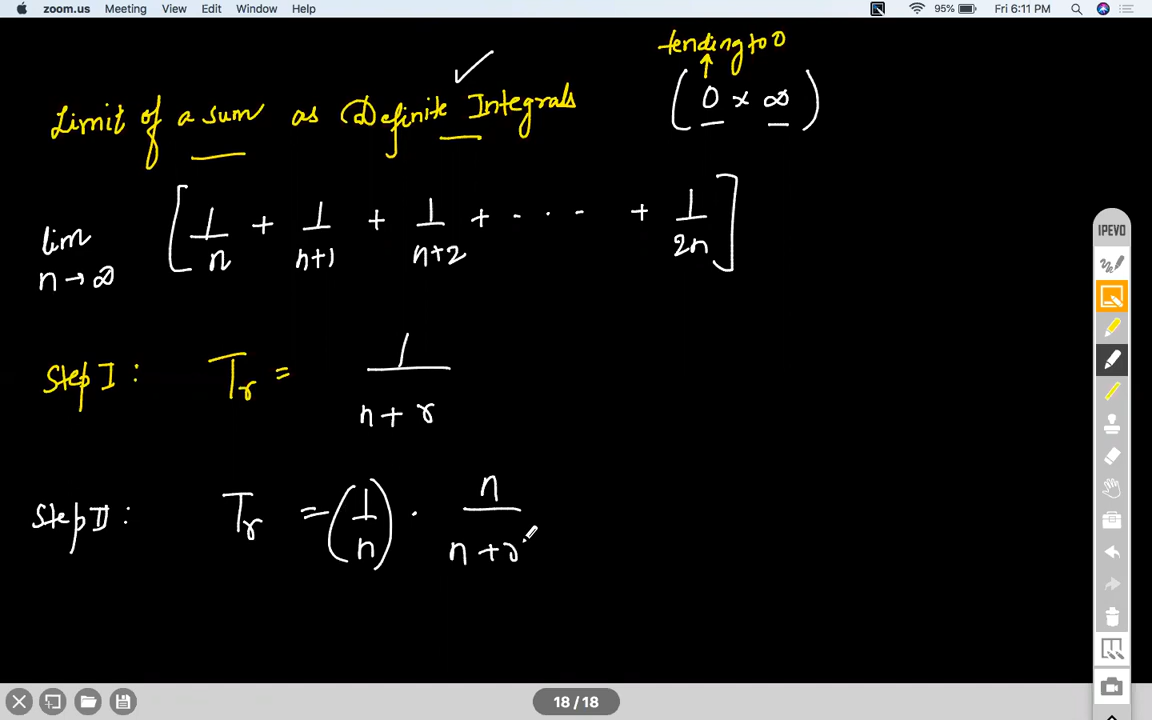 zoom.us Meeting View Edit Window Help 95% Fri 6:11 PM
tending to 0
Limit of a sum as Definite Integrals (0 × ∞)
lim n→∞ [1/n + 1/n+1 + 1/n+2 + · · · + 1/2n]
Step I: Tr = 1/n + r
Step II: Tr = (1/n) · n/n + r
IPEVO
18 / 18